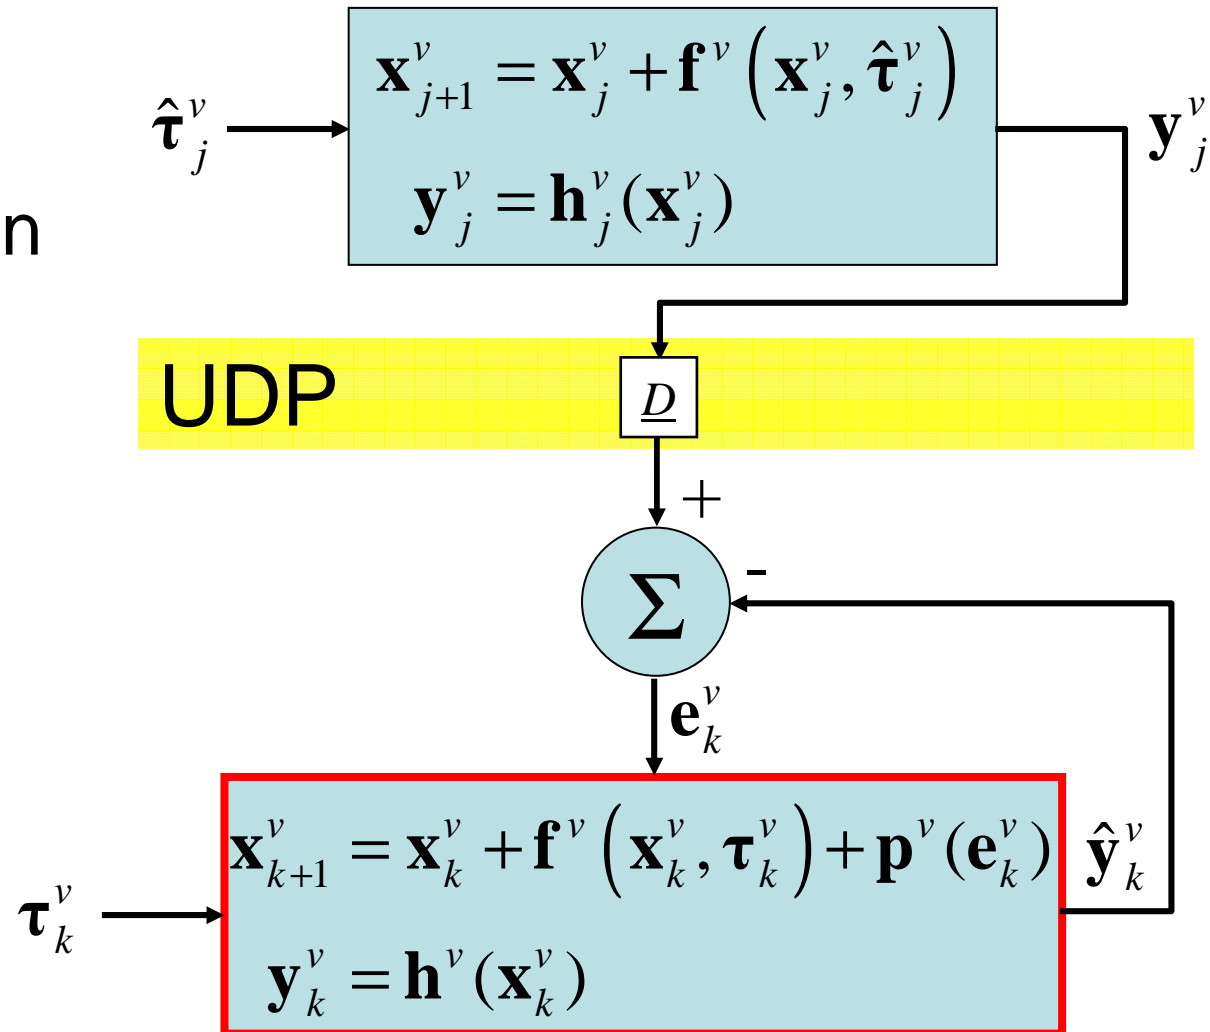 x^v_{j+1} = x^v_j + f^v (x^v_j, τ̂^v_j)
τ̂^v_j
y^v_j
y^v_j = h^v_j(x^v_j)
n
UDP
D
+
Σ
-
e^v_k
x^v_{k+1} = x^v_k + f^v (x^v_k, τ^v_k) + p^v(e^v_k)
ŷ^v_k
τ^v_k
y^v_k = h^v(x^v_k)